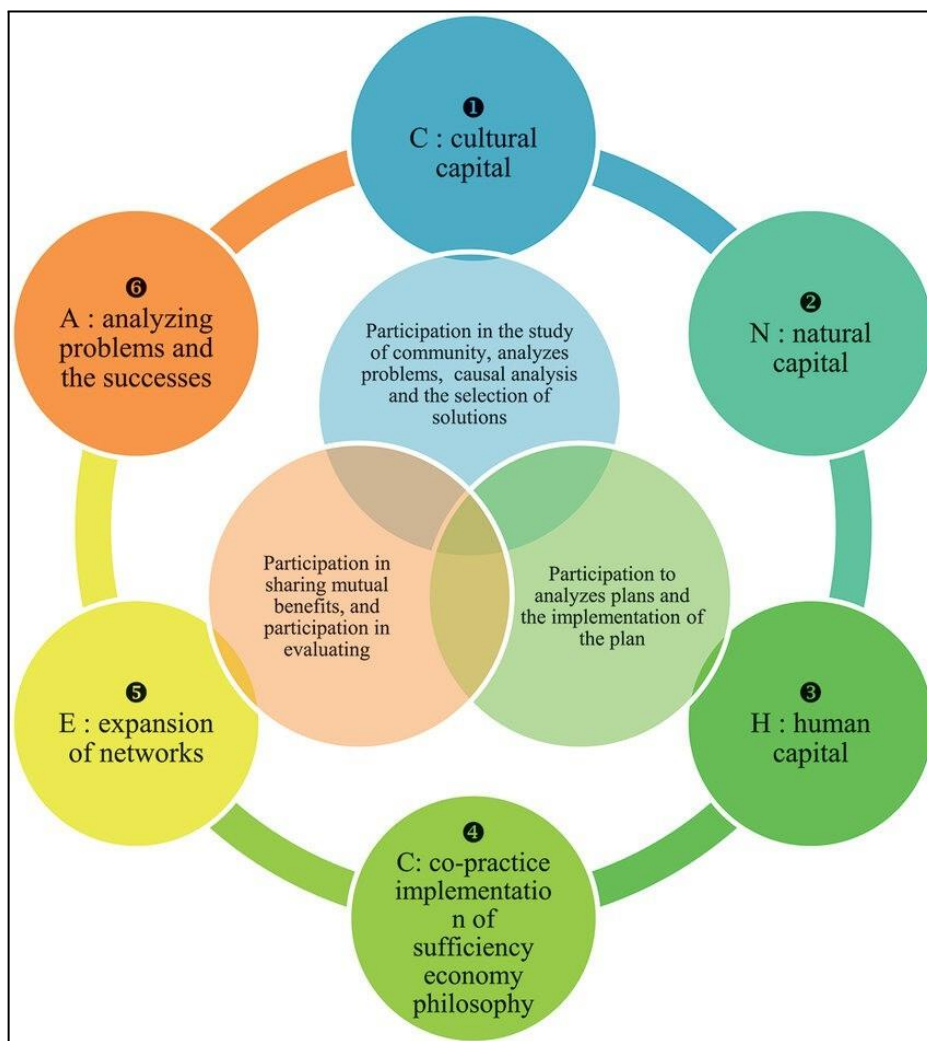 ❶
C : cultural
capital
❷
N : natural
capital
❸
H : human
capital
❹
C: co-practice
implementatio
n of
sufficiency
economy
philosophy
❺
E : expansion
of networks
❻
A : analyzing
problems and
the successes
Participation in the study
of community, analyzes
problems, causal analysis
and the selection of
solutions
Participation to
analyzes plans and
the implementation of
the plan
Participation in
sharing mutual
benefits, and
participation in
evaluating